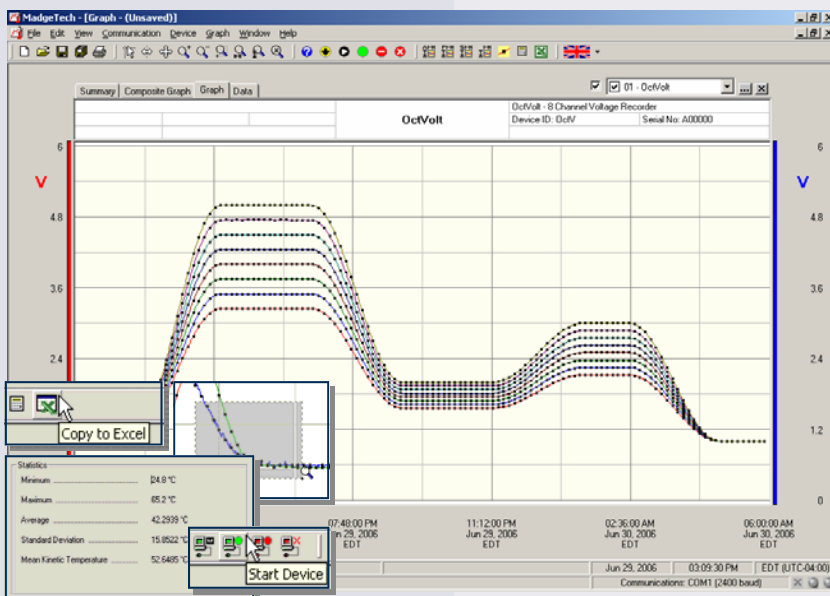 MadgeTech - [Graph - (Unsaved)]
File Edit View Communication Device Graph Window Help
Summary Composite Graph Graph Data
01 - OctVolt
OctVolt
OctVolt - 8 Channel Voltage Recorder
Device ID: OctV Serial No: A00000
6 6
V V
4.8 4.8
3.6 3.6
2.4 2.4
1.2
0
Copy to Excel
Statistics
Minimum 24.8 °C
Maximum 65.2 °C
Average 42.2939 °C
Standard Deviation 15.8522 °C
Mean Kinetic Temperature 52.6485 °C
Start Device
07:48:00 PM 11:12:00 PM 02:36:00 AM 06:00:00 AM
Jun 29, 2006 Jun 29, 2006 Jun 30, 2006 Jun 30, 2006
EDT EDT EDT EDT
Jun 29, 2006 03:09:30 PM EDT (UTC-04:00)
Communications: COM1 (2400 baud)